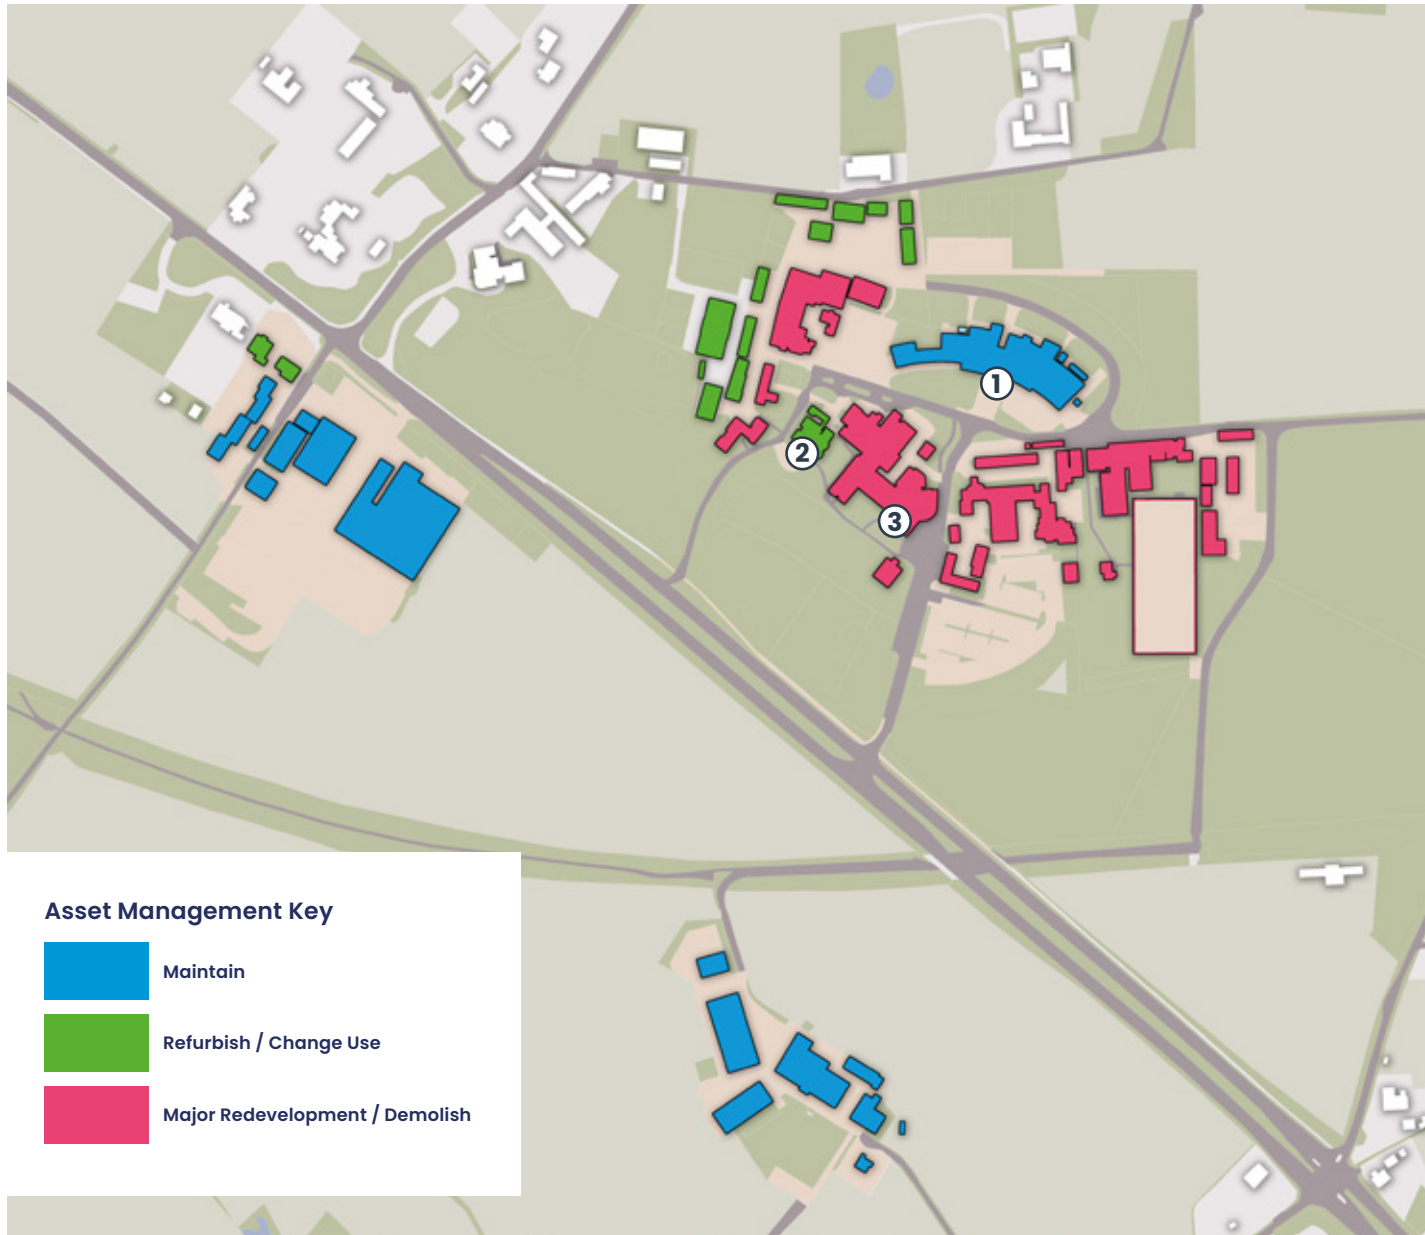 1
2
3
Asset Management Key
Maintain
Refurbish / Change Use
Major Redevelopment / Demolish